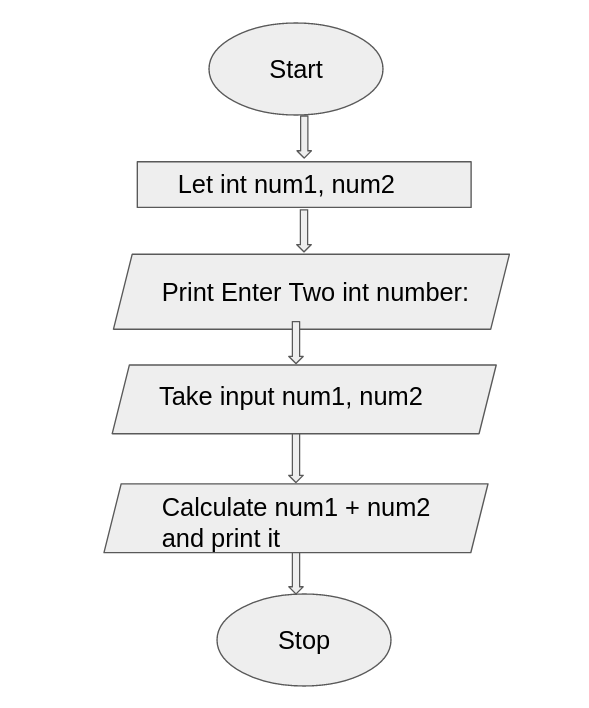 Start
Let int num1, num2
Print Enter Two int number:
Take input num1, num2
Calculate num1 + num2
and print it
Stop